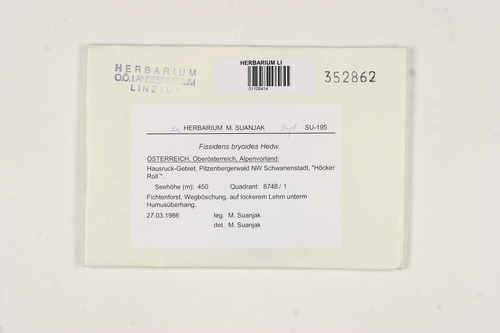 HERBARIUM
O.Ö. LANDESMUSEUM
HERBARIUM LI
01105414
352862
HERBARIUM M. SUANJAK
SU-195
Fissidens bryoides Hedw.
ÖSTERREICH, Oberösterreich, Alpenvorland:
Hausruck-Gebiet, Pitzenbergerwald NW Schwanenstadt, "Höcker
Roll".
Seehöhe (m): 450 Quadrant: 8748 / 1
Fichtenforst, Wegböschung, auf lockerem Lehm unterm
Humusüberhang.
27.03.1986 leg. M. Suanjak
det. M. Suanjak